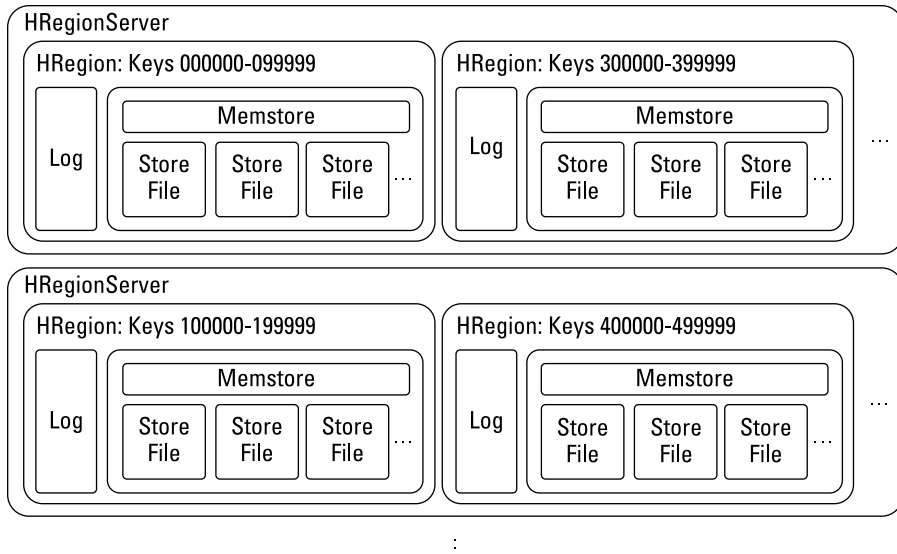 HRegionServer
HRegion: Keys 000000-099999
Log
Memstore
Store File
Store File
Store File
...
HRegion: Keys 300000-399999
Log
Memstore
Store File
Store File
Store File
...
...
HRegionServer
HRegion: Keys 100000-199999
Log
Memstore
Store File
Store File
Store File
...
HRegion: Keys 400000-499999
Log
Memstore
Store File
Store File
Store File
...
...
⋮